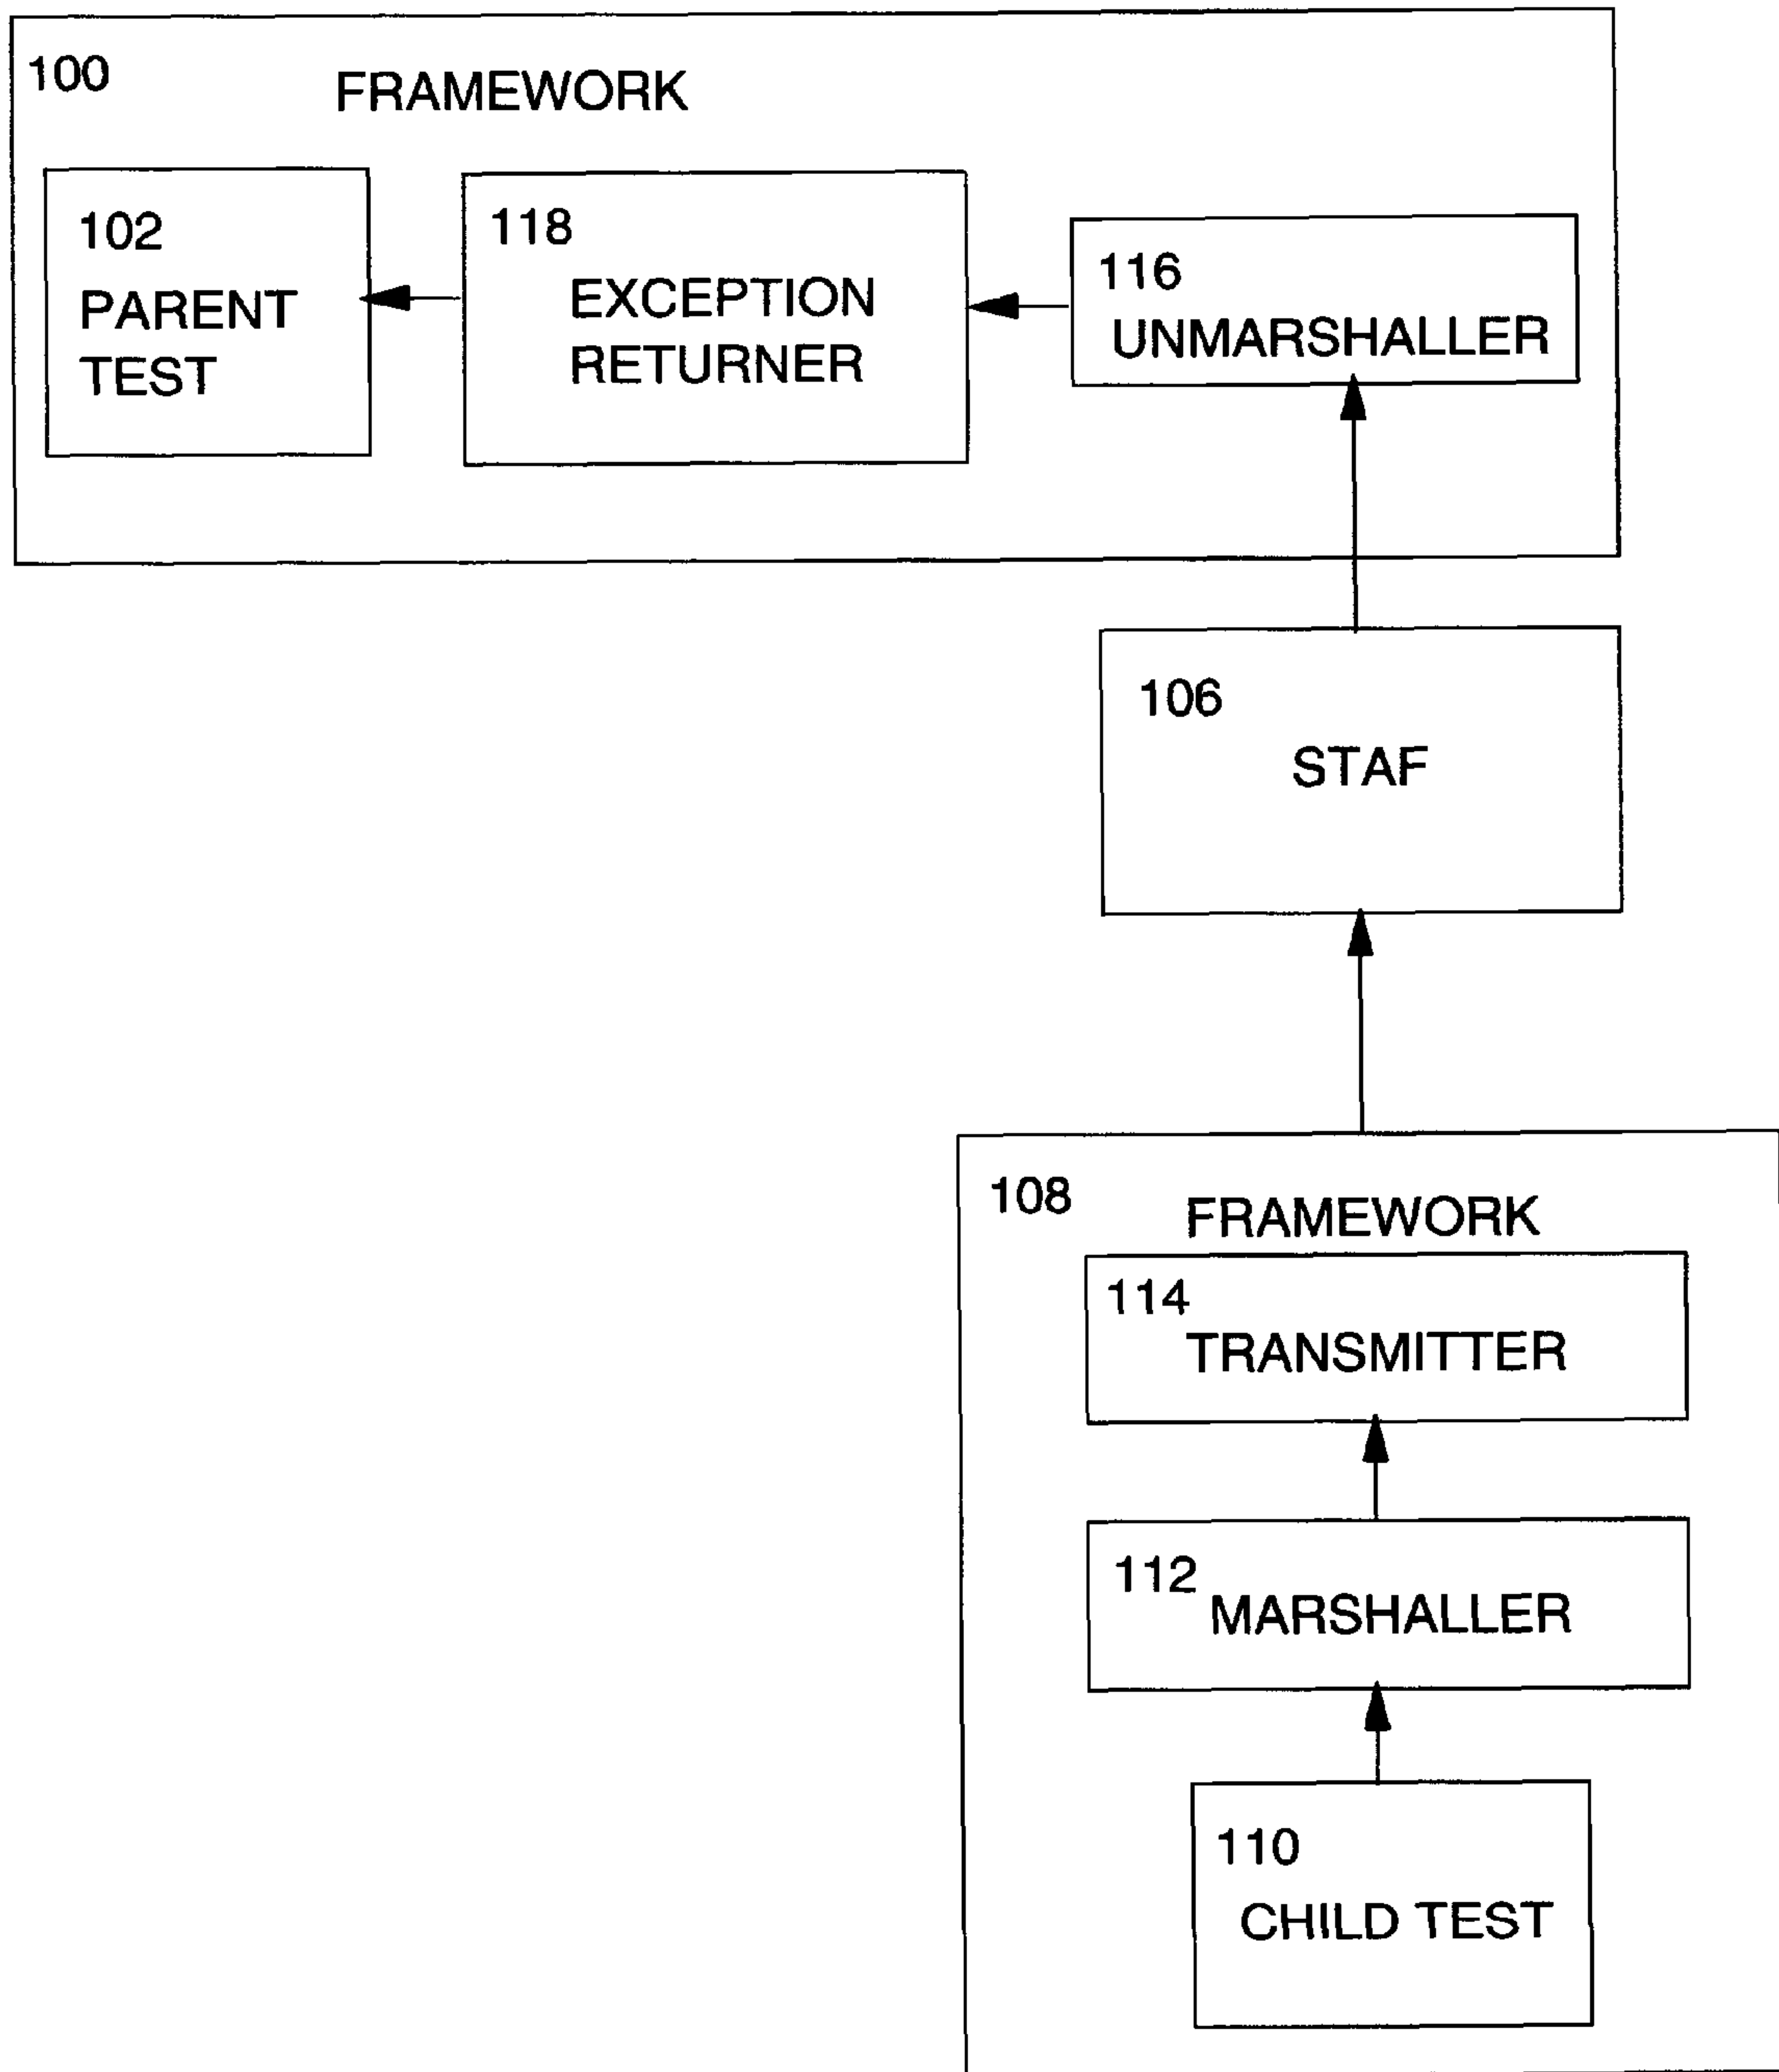 100
FRAMEWORK
102
PARENT
TEST
118
EXCEPTION
RETURNER
116
UNMARSHALLER
106
STAF
108
FRAMEWORK
114
TRANSMITTER
112
MARSHALLER
110
CHILD TEST